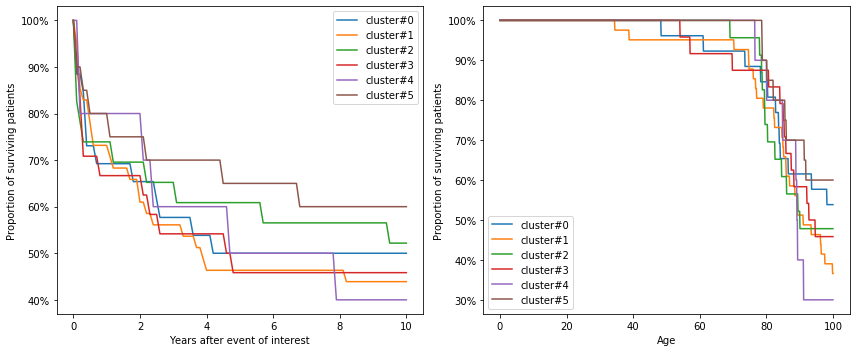 100%
90%
80%
70%
60%
50%
40%
Proportion of surviving patients
0
2
4
6
8
10
Years after event of interest
cluster#0
cluster#1
cluster#2
cluster#3
cluster#4
cluster#5
100%
90%
80%
70%
60%
50%
40%
30%
Proportion of surviving patients
cluster#0
cluster#1
cluster#2
cluster#3
cluster#4
cluster#5
0
20
40
60
80
100
Age